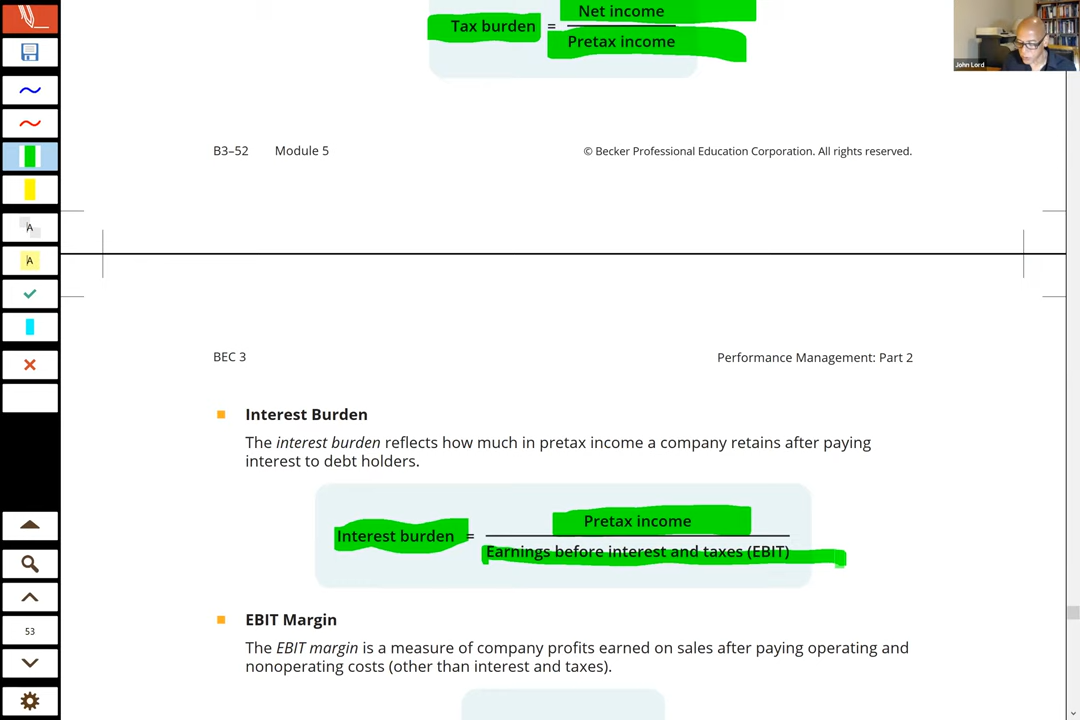 Net income
Tax burden =
Pretax income
John Lord
B3–52 Module 5 © Becker Professional Education Corporation. All rights reserved.
A
A
BEC 3 Performance Management: Part 2
Interest Burden
The interest burden reflects how much in pretax income a company retains after paying
interest to debt holders.
Pretax income
Interest burden =
Earnings before interest and taxes (EBIT)
EBIT Margin
53
The EBIT margin is a measure of company profits earned on sales after paying operating and
nonoperating costs (other than interest and taxes).